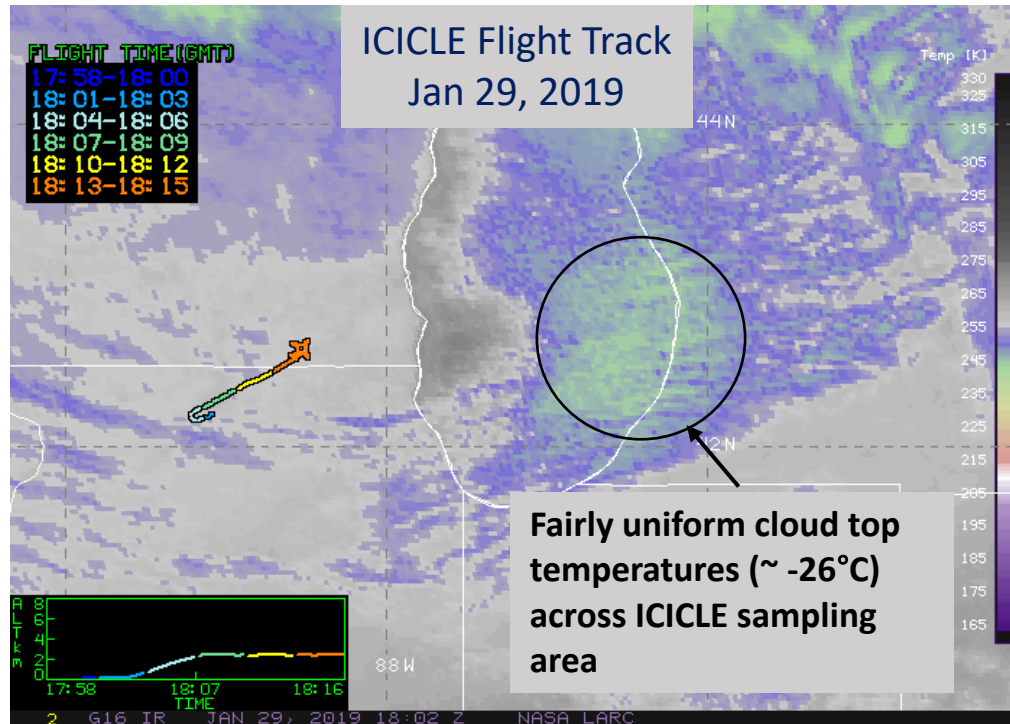 ICICLE Flight Track
Jan 29, 2019
FLIGHT TIME(GMT)
17:58-18:00
18:01-18:03
18:04-18:06
18:07-18:09
18:10-18:12
18:13-18:15
Temp [K]
330
325
315
305
295
285
275
265
255
245
235
225
215
205
195
185
175
165
44N
42N
88W
Fairly uniform cloud top
temperatures (~ -26°C)
across ICICLE sampling
area
ALT km
8
6
4
2
0
17:58 18:07 18:16
TIME
2 G16 IR JAN 29, 2019 18:02 Z NASA LARC